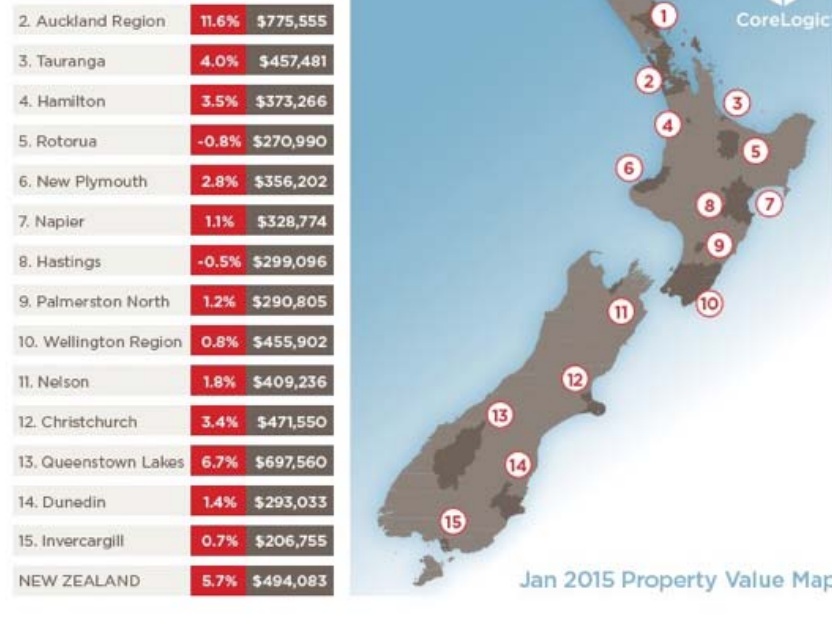 2. Auckland Region 11.6% $775,555
3. Tauranga 4.0% $457,481
4. Hamilton 3.5% $373,266
5. Rotorua -0.8% $270,990
6. New Plymouth 2.8% $356,202
7. Napier 1.1% $328,774
8. Hastings -0.5% $299,096
9. Palmerston North 1.2% $290,805
10. Wellington Region 0.8% $455,902
11. Nelson 1.8% $409,236
12. Christchurch 3.4% $471,550
13. Queenstown Lakes 6.7% $697,560
14. Dunedin 1.4% $293,033
15. Invercargill 0.7% $206,755
NEW ZEALAND 5.7% $494,083
CoreLogic
1
2
3
4
5
6
7
8
9
10
11
12
13
14
15
Jan 2015 Property Value Map